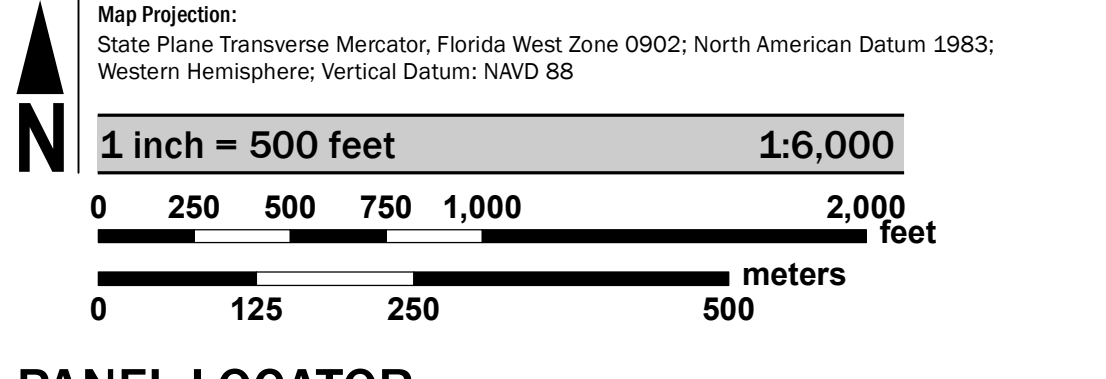 Map Projection:
State Plane Transverse Mercator, Florida West Zone 0902; North American Datum 1983;
Western Hemisphere; Vertical Datum: NAVD 88
N
1 inch = 500 feet 1:6,000
0 250 500 750 1,000 2,000
feet
meters
0 125 250 500
PANEL LOCATOR